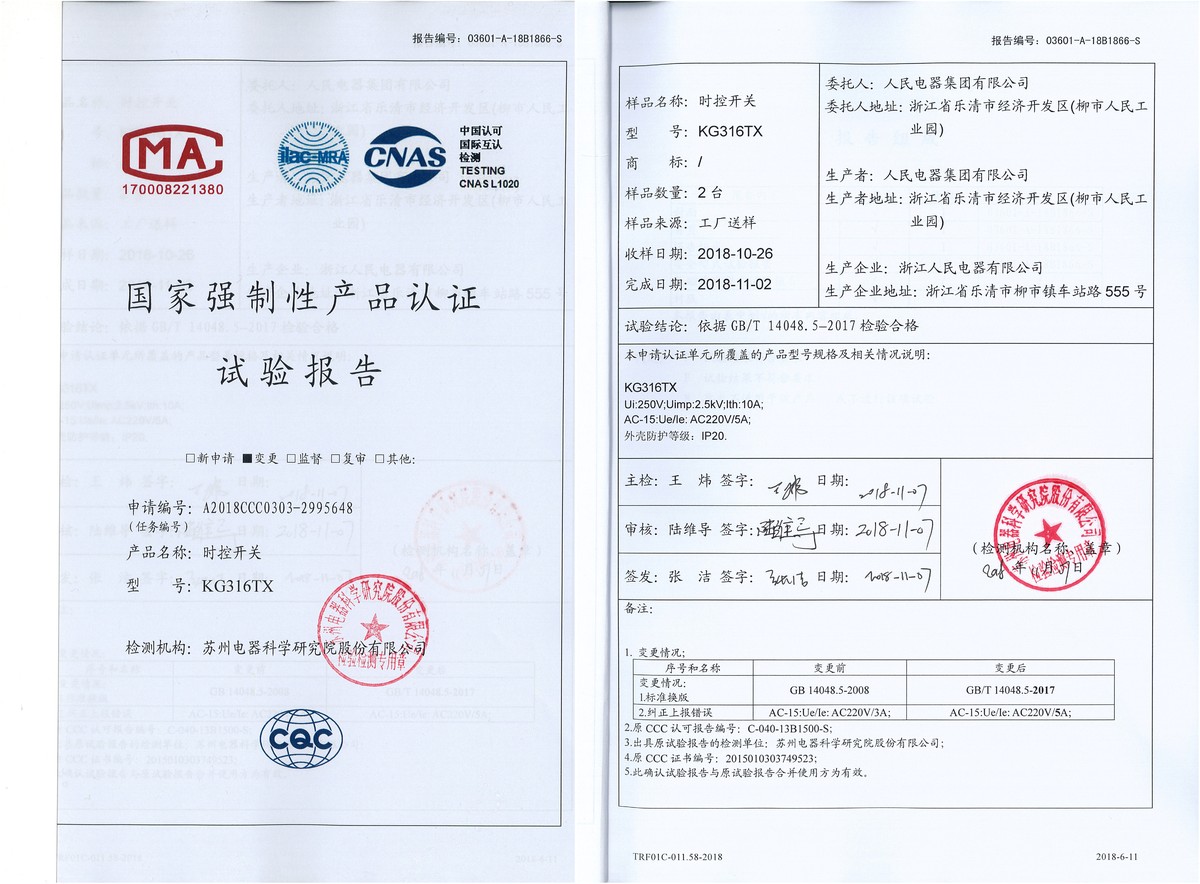 报告编号：03601-A-18B1866-S
MA
170008221380
ilac-MRA
CNAS
中国认可
国际互认
检测
TESTING
CNAS L1020
国家强制性产品认证
试验报告
□新申请 ■变更 □监督 □复审 □其他:
申请编号：A2018CCC0303-2995648
(任务编号)
产品名称：时控开关
型 号：KG316TX
检测机构：苏州电器科学研究院股份有限公司
检验检测专用章
CQC
报告编号：03601-A-18B1866-S
样品名称：时控开关
型 号：KG316TX
商 标：/
样品数量：2 台
样品来源：工厂送样
收样日期：2018-10-26
完成日期：2018-11-02
委托人：人民电器集团有限公司
委托人地址：浙江省乐清市经济开发区(柳市人民工
业园)
生产者：人民电器集团有限公司
生产者地址：浙江省乐清市经济开发区(柳市人民工
业园)
生产企业：浙江人民电器有限公司
生产企业地址：浙江省乐清市柳市镇车站路 555 号
试验结论：依据 GB/T 14048.5-2017 检验合格
本申请认证单元所覆盖的产品型号规格及相关情况说明：
KG316TX
Ui:250V;Uimp:2.5kV;Ith:10A;
AC-15:Ue/Ie: AC220V/5A;
外壳防护等级：IP20.
主检：王 炜 签字： 日期：2018-11-07
审核：陆维导 签字：陆维导 日期：2018-11-07
签发：张 洁 签字：张洁 日期：2018-11-07
(检测机构名称、盖章)
2018 年 11 月 07 日
备注：
1. 变更情况；
序号和名称 变更前 变更后
变更情况：
1.标准换版 GB 14048.5-2008 GB/T 14048.5-2017
2.纠正上报错误 AC-15:Ue/Ie: AC220V/3A; AC-15:Ue/Ie: AC220V/5A;
2.原 CCC 认可报告编号：C-040-13B1500-S;
3.出具原试验报告的检测单位：苏州电器科学研究院股份有限公司；
4.原 CCC 证书编号：2015010303749523;
5.此确认试验报告与原试验报告合并使用方为有效。
TRF01C-011.58-2018
2018-6-11